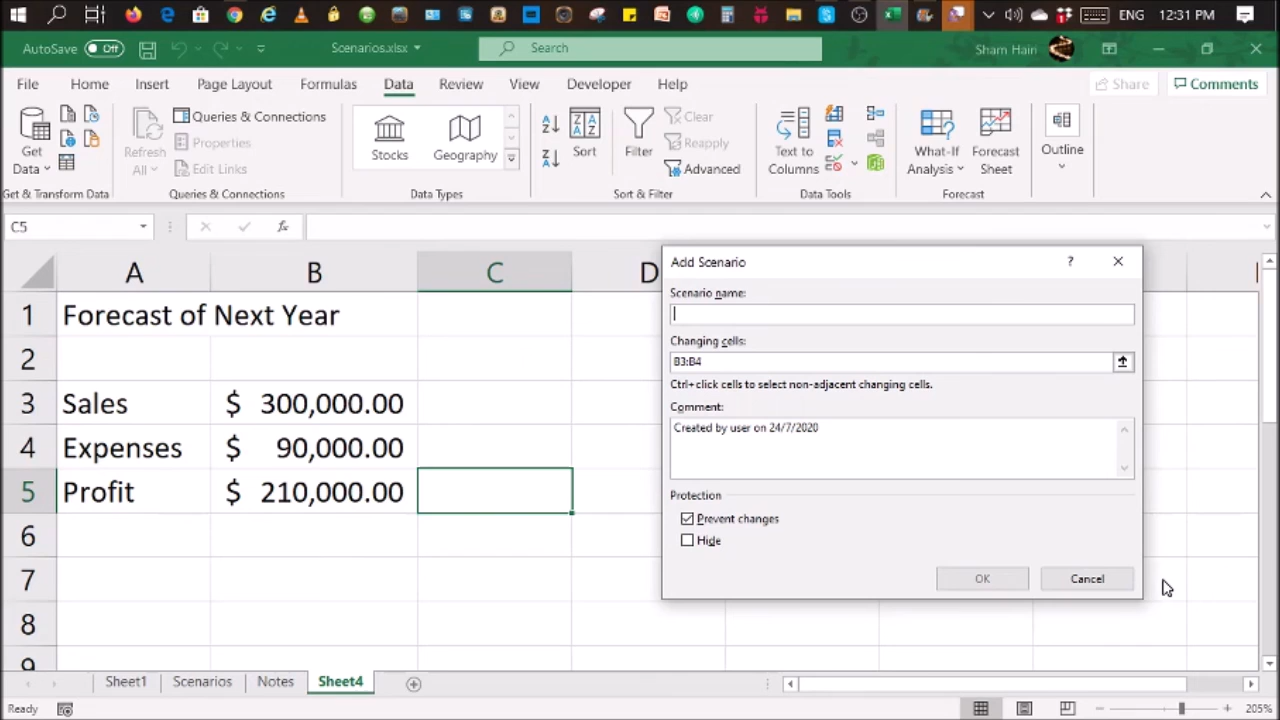 ENG 12:31 PM
AutoSave Off Scenarios.xlsx Search Sham Hain
File Home Insert Page Layout Formulas Data Review View Developer Help Share Comments
Get Data
Refresh All
Queries & Connections
Properties
Edit Links
Stocks
Geography
Sort
Filter
Clear
Reapply
Advanced
Text to Columns
What-If Analysis
Forecast Sheet
Outline
Get & Transform Data Queries & Connections Data Types Sort & Filter Data Tools Forecast
C5 fx
A B C D
1 Forecast of Next Year
2
3 Sales $ 300,000.00
4 Expenses $ 90,000.00
5 Profit $ 210,000.00
6
7
8
9
Add Scenario ?
Scenario name:
Changing cells:
B3:B4
Ctrl+click cells to select non-adjacent changing cells.
Comment:
Created by user on 24/7/2020
Protection
Prevent changes
Hide
OK Cancel
Sheet1 Scenarios Notes Sheet4
Ready 205%